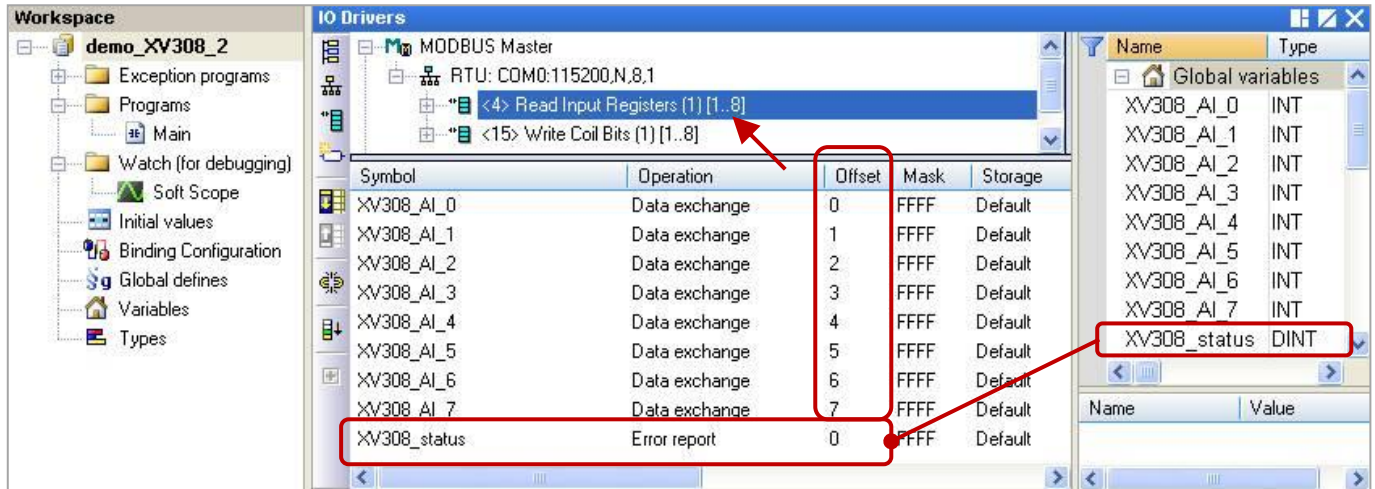 Workspace
demo_XV308_2
Exception programs
Programs
Main
Watch (for debugging)
Soft Scope
Initial values
Binding Configuration
Global defines
Variables
Types
IO Drivers
MODBUS Master
RTU: COM0:115200,N,8,1
<4> Read Input Registers (1) [1..8]
<15> Write Coil Bits (1) [1..8]
Symbol Operation Offset Mask Storage
XV308_AI_0 Data exchange 0 FFFF Default
XV308_AI_1 Data exchange 1 FFFF Default
XV308_AI_2 Data exchange 2 FFFF Default
XV308_AI_3 Data exchange 3 FFFF Default
XV308_AI_4 Data exchange 4 FFFF Default
XV308_AI_5 Data exchange 5 FFFF Default
XV308_AI_6 Data exchange 6 FFFF Default
XV308_AI_7 Data exchange 7 FFFF Default
XV308_status Error report 0 FFFF Default
Name Type
Global variables
XV308_AI_0 INT
XV308_AI_1 INT
XV308_AI_2 INT
XV308_AI_3 INT
XV308_AI_4 INT
XV308_AI_5 INT
XV308_AI_6 INT
XV308_AI_7 INT
XV308_status DINT
Name Value